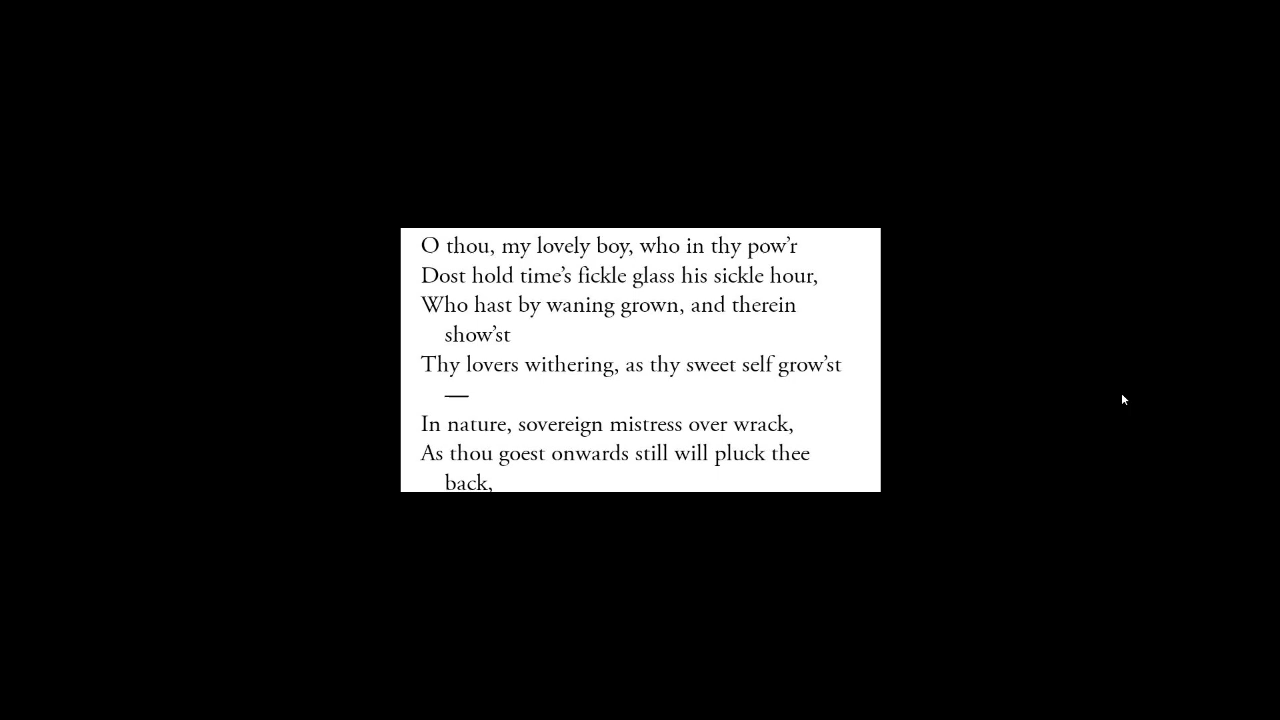 O thou, my lovely boy, who in thy pow’r
Dost hold time’s fickle glass his sickle hour,
Who hast by waning grown, and therein
show’st
Thy lovers withering, as thy sweet self grow’st
—
In nature, sovereign mistress over wrack,
As thou goest onwards still will pluck thee
back,